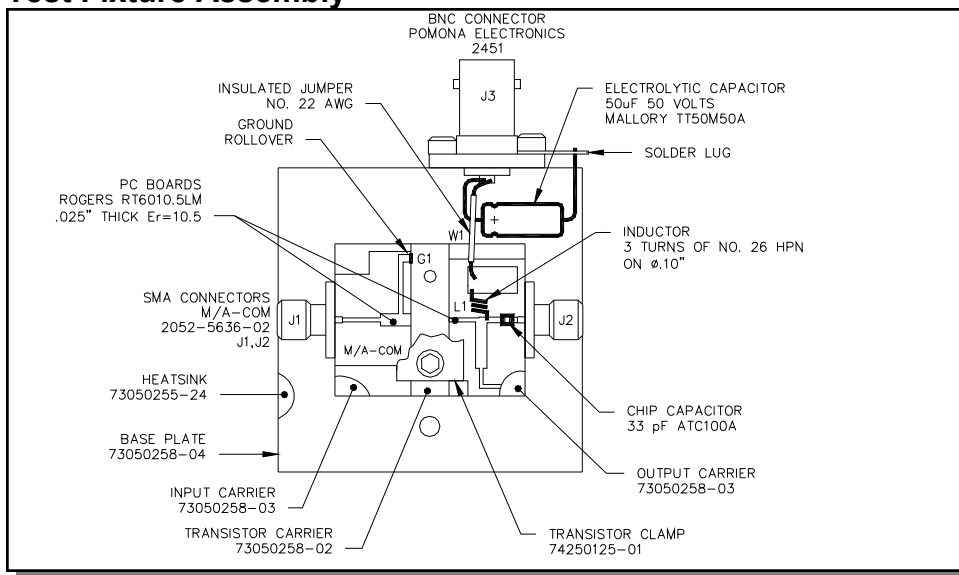 Test Fixture Assembly
BNC CONNECTOR
POMONA ELECTRONICS
2451
J3
INSULATED JUMPER
NO. 22 AWG
ELECTROLYTIC CAPACITOR
50uF 50 VOLTS
MALLORY TT50M50A
GROUND
ROLLOVER
SOLDER LUG
PC BOARDS
ROGERS RT6010.5LM
.025" THICK Er=10.5
+
W1
INDUCTOR
3 TURNS OF NO. 26 HPN
ON ø.10"
G1
SMA CONNECTORS
M/A-COM
2052-5636-02
J1,J2
J1
L1
J2
M/A-COM
HEATSINK
73050255-24
CHIP CAPACITOR
33 pF ATC100A
BASE PLATE
73050258-04
OUTPUT CARRIER
73050258-03
INPUT CARRIER
73050258-03
TRANSISTOR CARRIER
73050258-02
TRANSISTOR CLAMP
74250125-01